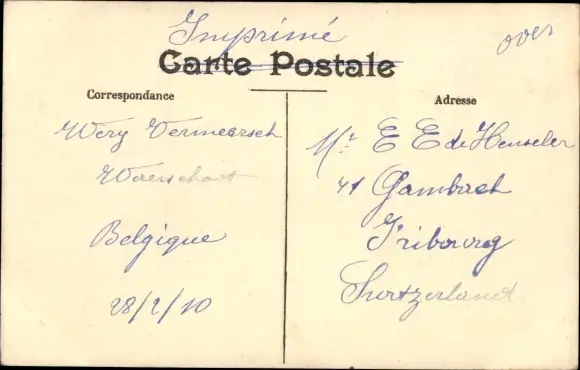 Imprimé
over
Carte Postale
Correspondance
Wery Vermeersch
Waerschoot
Belgique
28/2/10
Adresse
Mr. E E de Henseler
41 Gambach
Fribourg
Switzerland